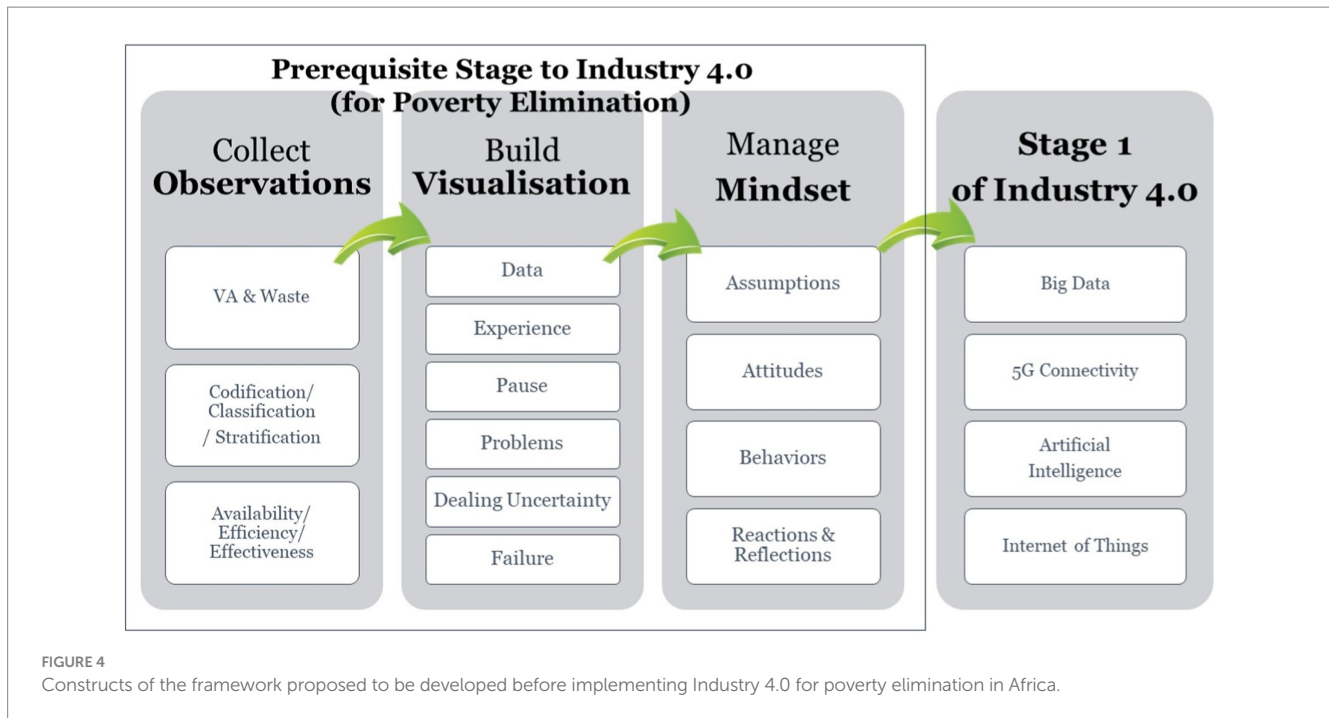 Prerequisite Stage to Industry 4.0
(for Poverty Elimination)
Collect
Observations
VA & Waste
Codification/
Classification
/ Stratification
Availability/
Efficiency/
Effectiveness
Build
Visualisation
Data
Experience
Pause
Problems
Dealing Uncertainty
Failure
Manage
Mindset
Assumptions
Attitudes
Behaviors
Reactions &
Reflections
Stage 1
of Industry 4.0
Big Data
5G Connectivity
Artificial
Intelligence
Internet of Things
FIGURE 4
Constructs of the framework proposed to be developed before implementing Industry 4.0 for poverty elimination in Africa.